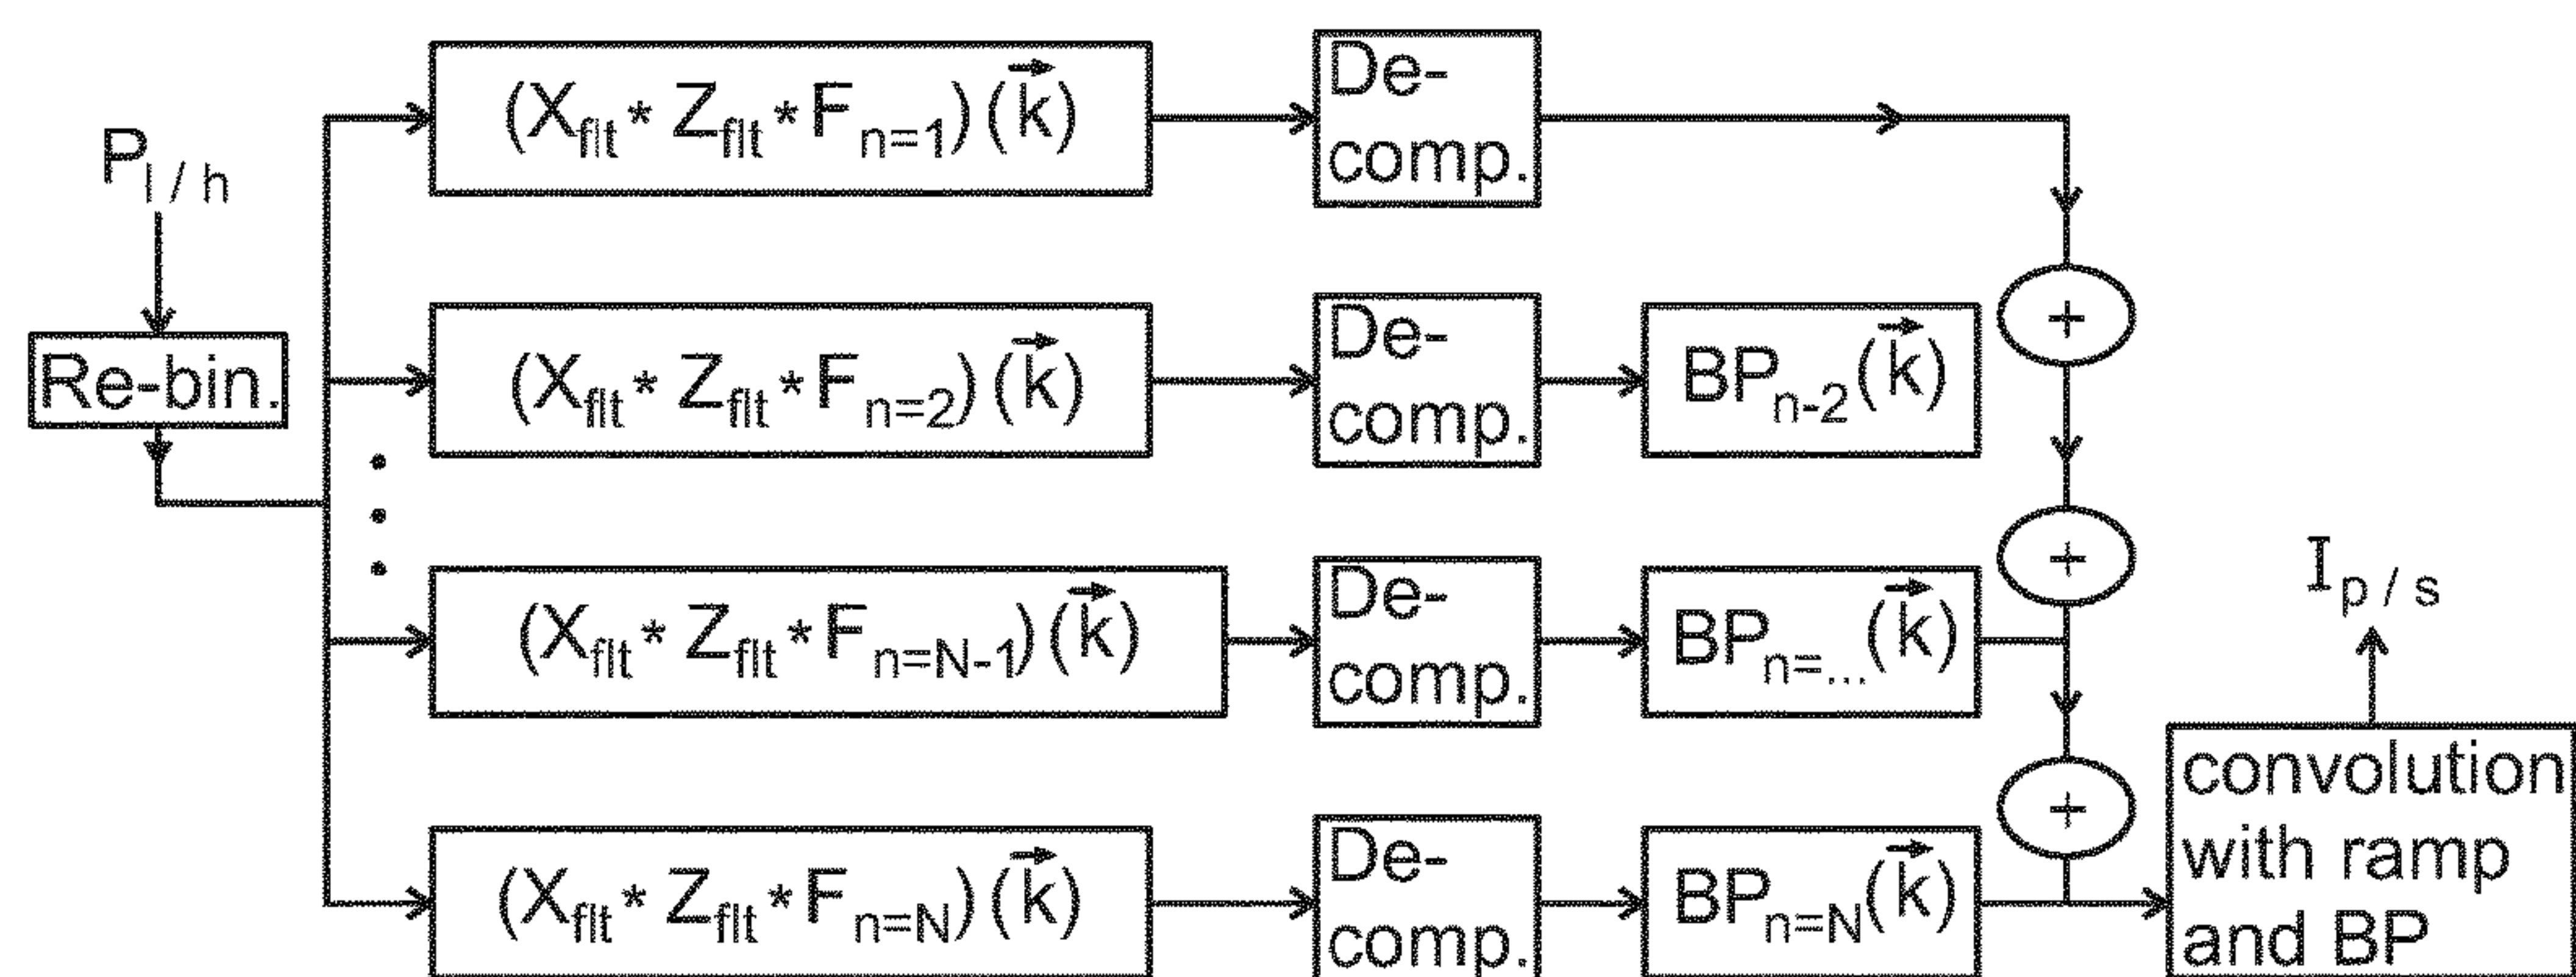 P l / h
Re-bin.
(X flt * Z flt * F n=1)(k⃗)
De-
comp.
+
(X flt * Z flt * F n=2)(k⃗)
De-
comp.
BP n-2(k⃗)
+
(X flt * Z flt * F n=N-1)(k⃗)
De-
comp.
BP n=...(k⃗)
+
(X flt * Z flt * F n=N)(k⃗)
De-
comp.
BP n=N(k⃗)
convolution
with ramp
and BP
I p / s